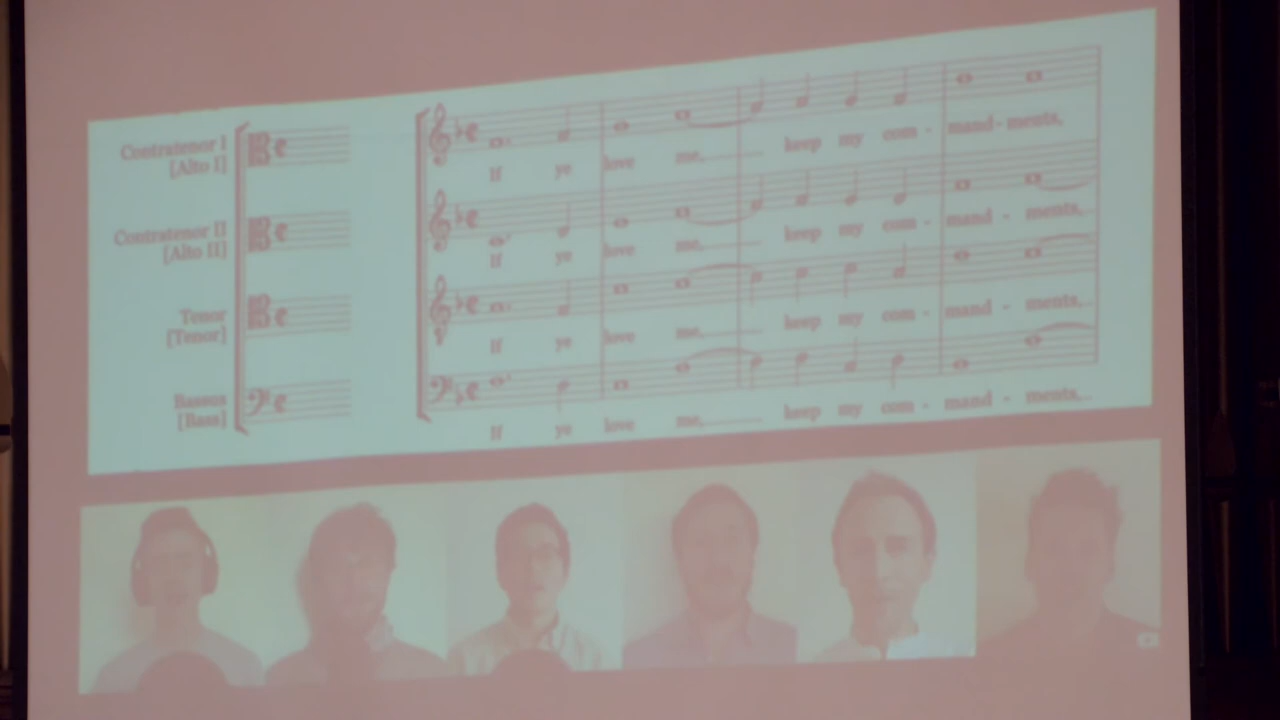 Contratenor I
[Alto I]
If ye love me, keep my com - mand - ments,
Contratenor II
[Alto II]
If ye love me, keep my com - mand - ments,
Tenor
[Tenor]
If ye love me, keep my com - mand - ments,
Bassus
[Bass]
If ye love me, keep my com - mand - ments,